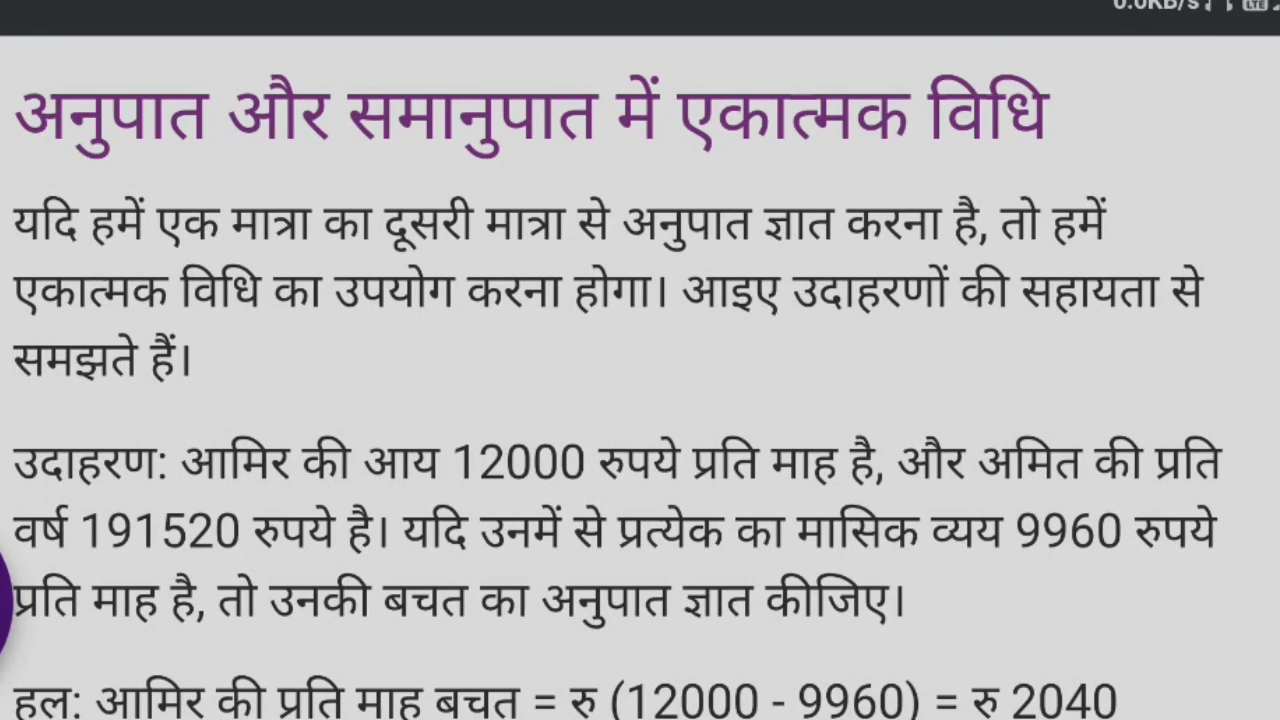 अनुपात और समानुपात में एकात्मक विधि
यदि हमें एक मात्रा का दूसरी मात्रा से अनुपात ज्ञात करना है, तो हमें
एकात्मक विधि का उपयोग करना होगा। आइए उदाहरणों की सहायता से
समझते हैं।
उदाहरण: आमिर की आय 12000 रुपये प्रति माह है, और अमित की प्रति
वर्ष 191520 रुपये है। यदि उनमें से प्रत्येक का मासिक व्यय 9960 रुपये
प्रति माह है, तो उनकी बचत का अनुपात ज्ञात कीजिए।
हल: आमिर की प्रति माह बचत = रु (12000 - 9960) = रु 2040